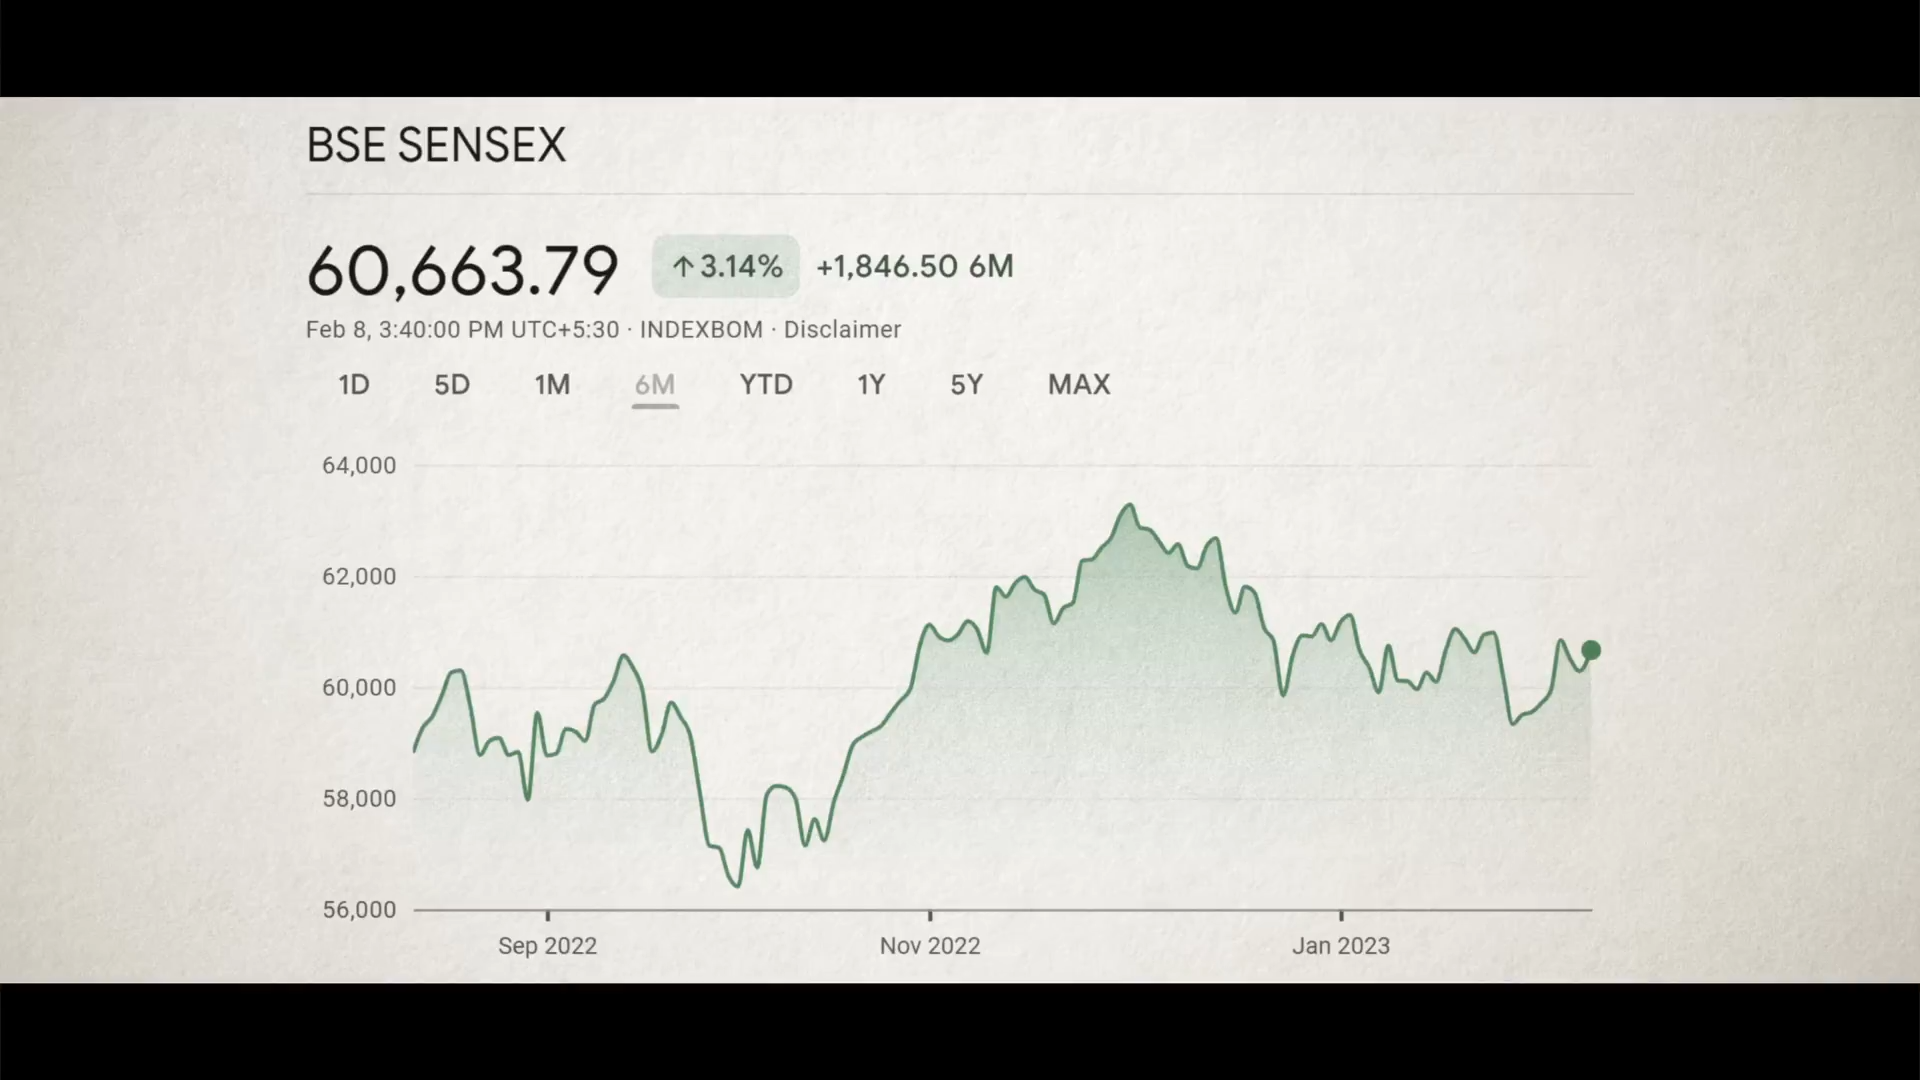 BSE SENSEX
60,663.79 ↑3.14% +1,846.50 6M
Feb 8, 3:40:00 PM UTC+5:30 · INDEXBOM · Disclaimer
1D 5D 1M 6M YTD 1Y 5Y MAX
64,000
62,000
60,000
58,000
56,000
Sep 2022 Nov 2022 Jan 2023